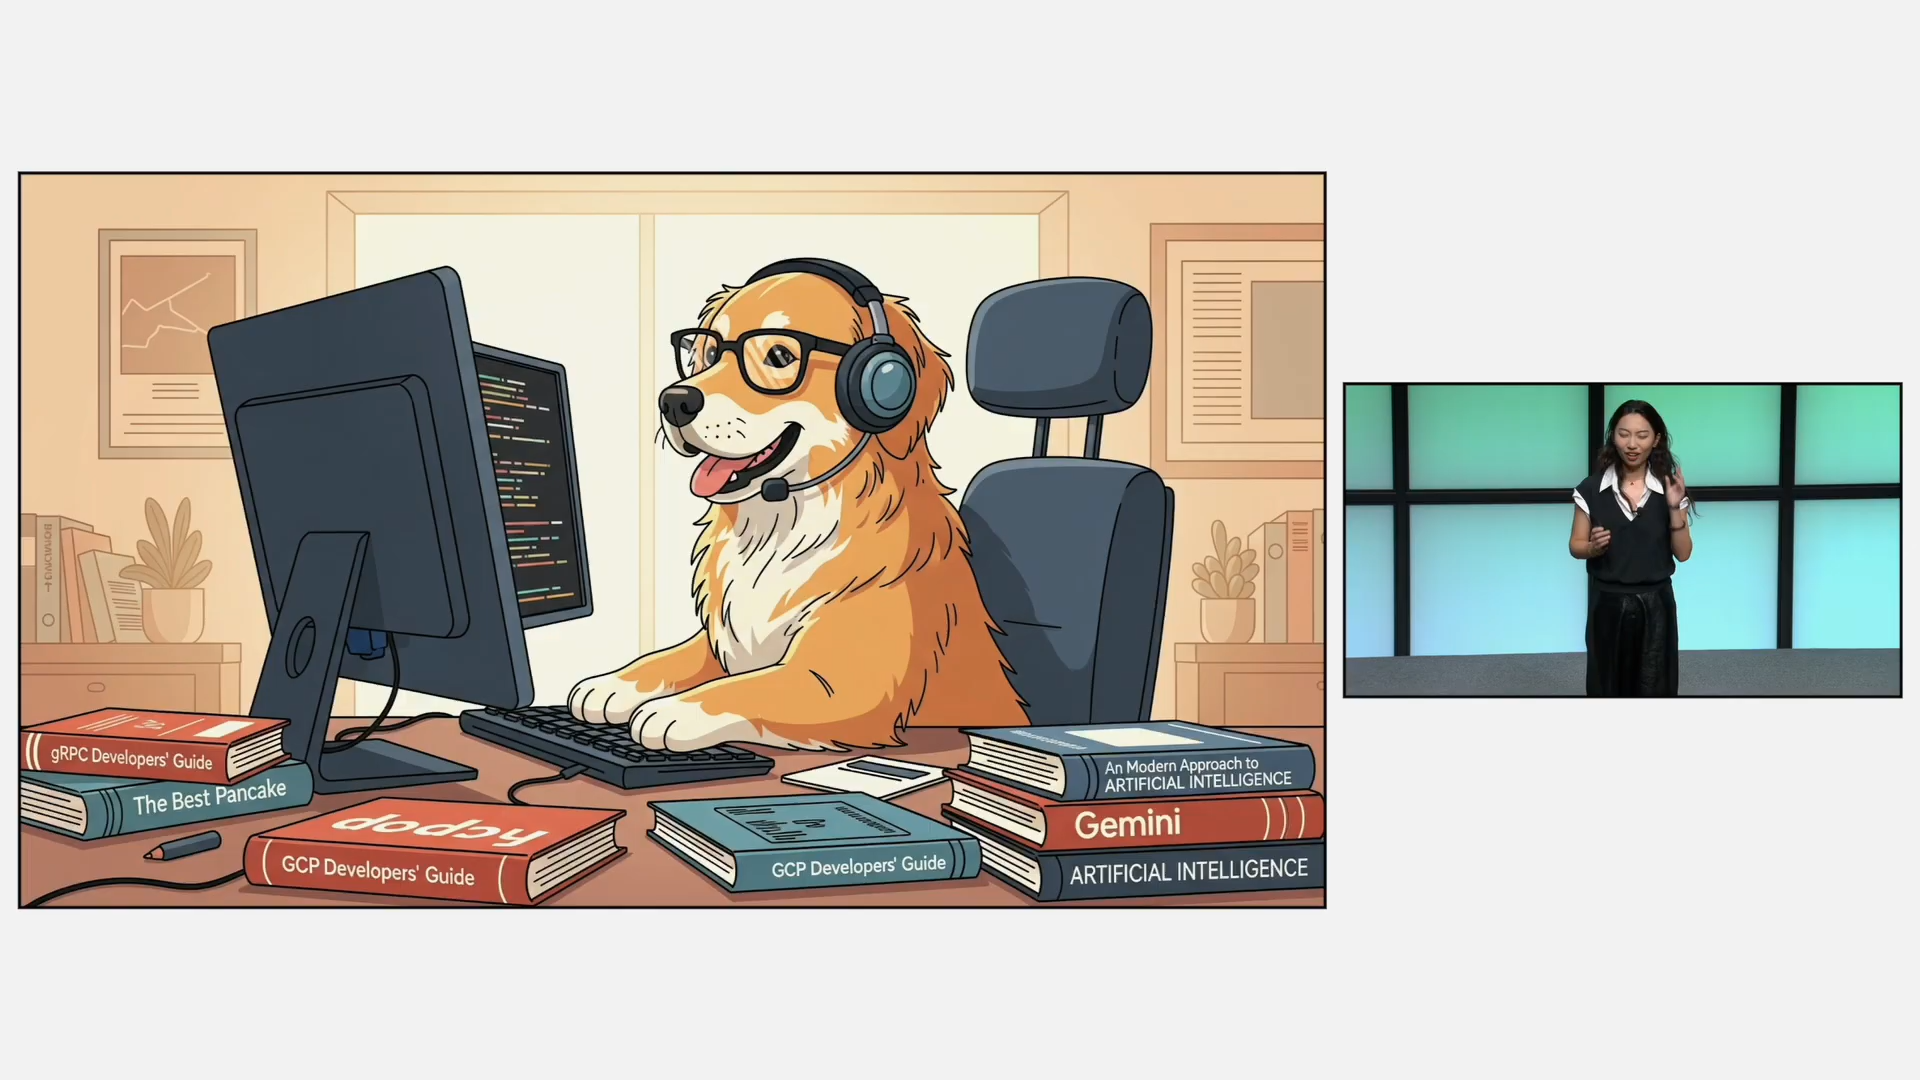 gRPC Developers' Guide
The Best Pancake
GCP Developers' Guide
GCP Developers' Guide
An Modern Approach to
ARTIFICIAL INTELLIGENCE
Gemini
ARTIFICIAL INTELLIGENCE